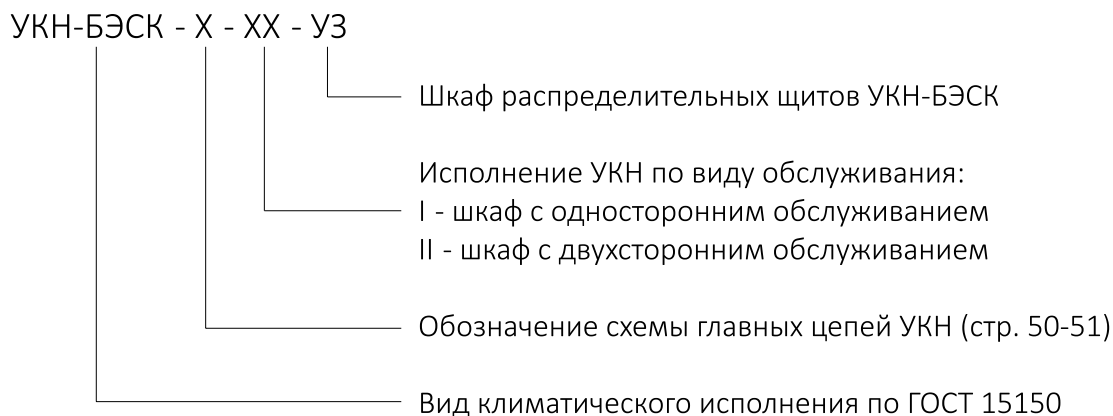 УКН-БЭСК - Х - ХХ - У3
Шкаф распределительных щитов УКН-БЭСК
Исполнение УКН по виду обслуживания:
I - шкаф с односторонним обслуживанием
II - шкаф с двухсторонним обслуживанием
Обозначение схемы главных цепей УКН (стр. 50-51)
Вид климатического исполнения по ГОСТ 15150